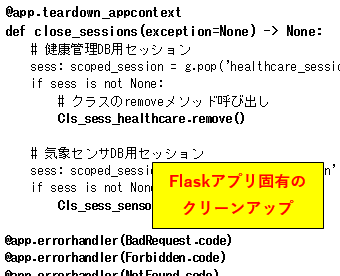 @app.teardown_appcontext
def close_sessions(exception=None) -> None:
# 健康管理DB用セッション
sess: scoped_session = g.pop('healthcare_sessi
if sess is not None:
# クラスのremoveメソッド呼び出し
Cls_sess_healthcare.remove()
# 気象センサDB用セッション
sess: scoped_session
if sess is not None:
Cls_sess_senso
Flaskアプリ固有の
クリーンアップ
@app.errorhandler(BadRequest.code)
@app.errorhandler(Forbidden.code)
@app.errorhandler(NotFound.code)